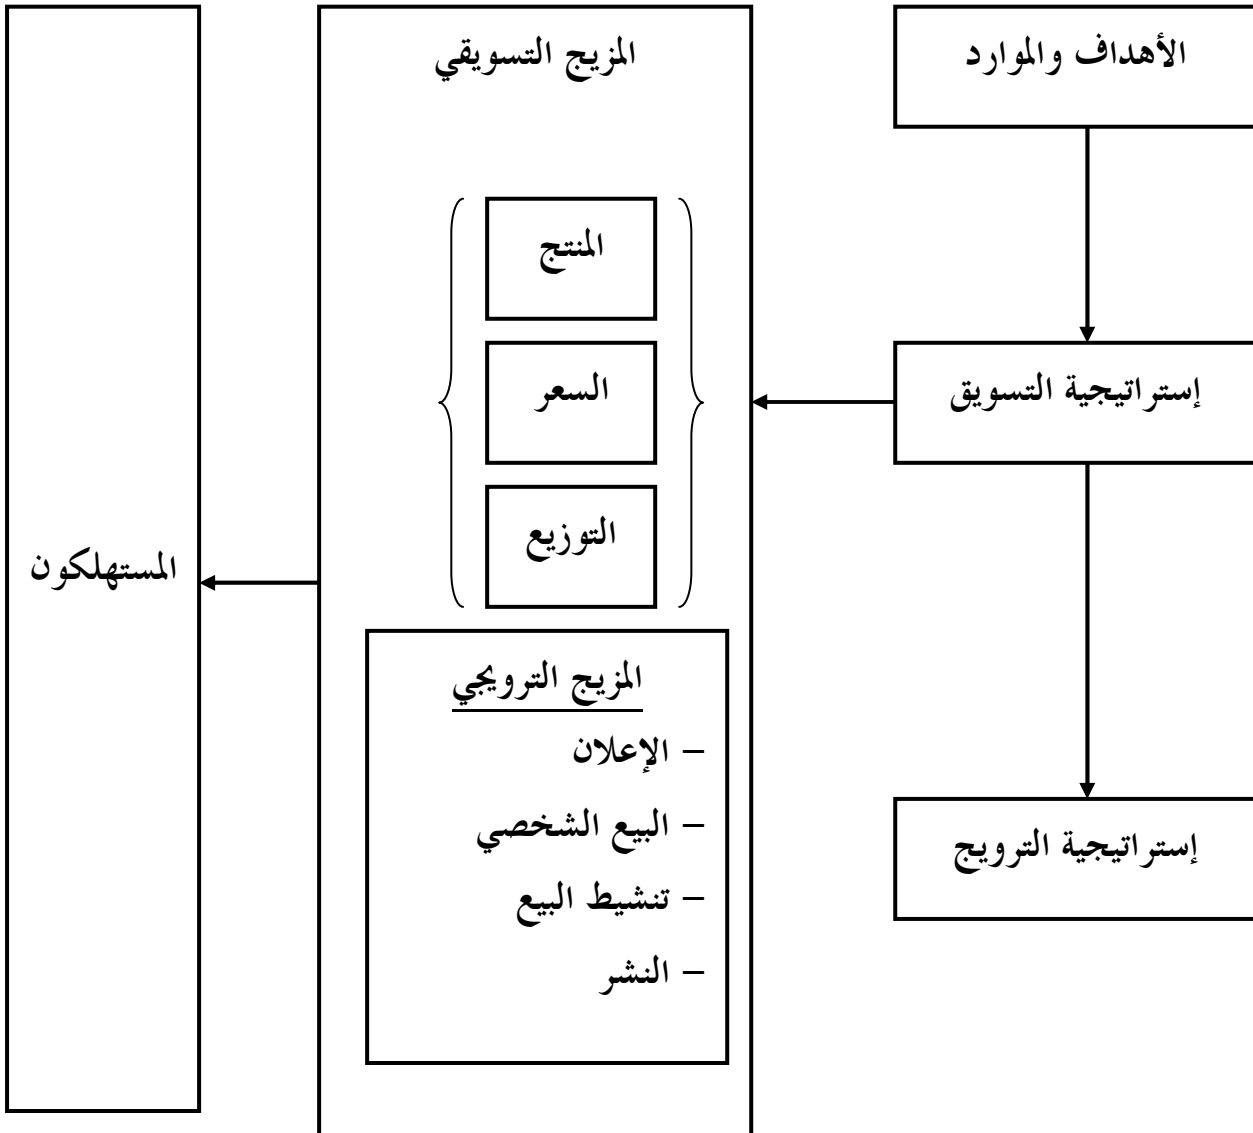 الأهداف والموارد
إستراتيجية التسويق
إستراتيجية الترويج
المزيج التسويقي
المنتج
السعر
التوزيع
المزيج الترويجي
– الإعلان
– البيع الشخصي
– تنشيط البيع
– النشر
المستهلكون